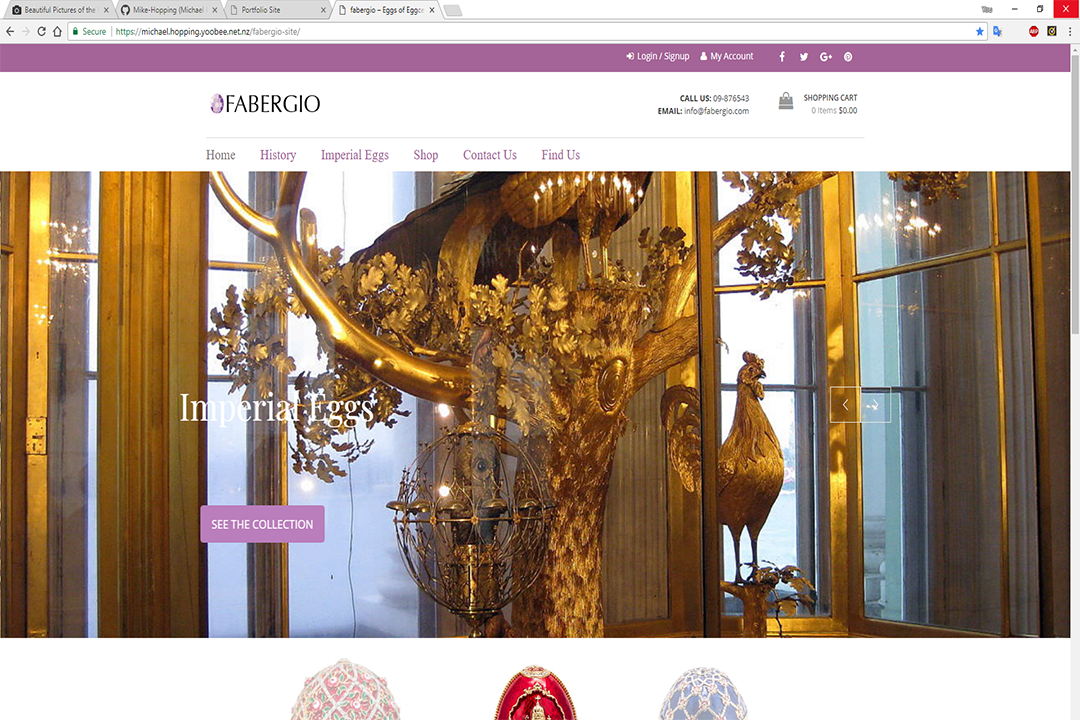 Beautiful Pictures of the
Mike-Hopping (Michael
Portfolio Site
fabergio – Eggs of Egg
Secure
https://michael.hopping.yoobee.net.nz/fabergio-site/
Login / Signup
My Account
FABERGIO
CALL US: 09-876543
EMAIL: info@fabergio.com
SHOPPING CART
0 Items $0.00
Home
History
Imperial Eggs
Shop
Contact Us
Find Us
Imperial Eggs
SEE THE COLLECTION